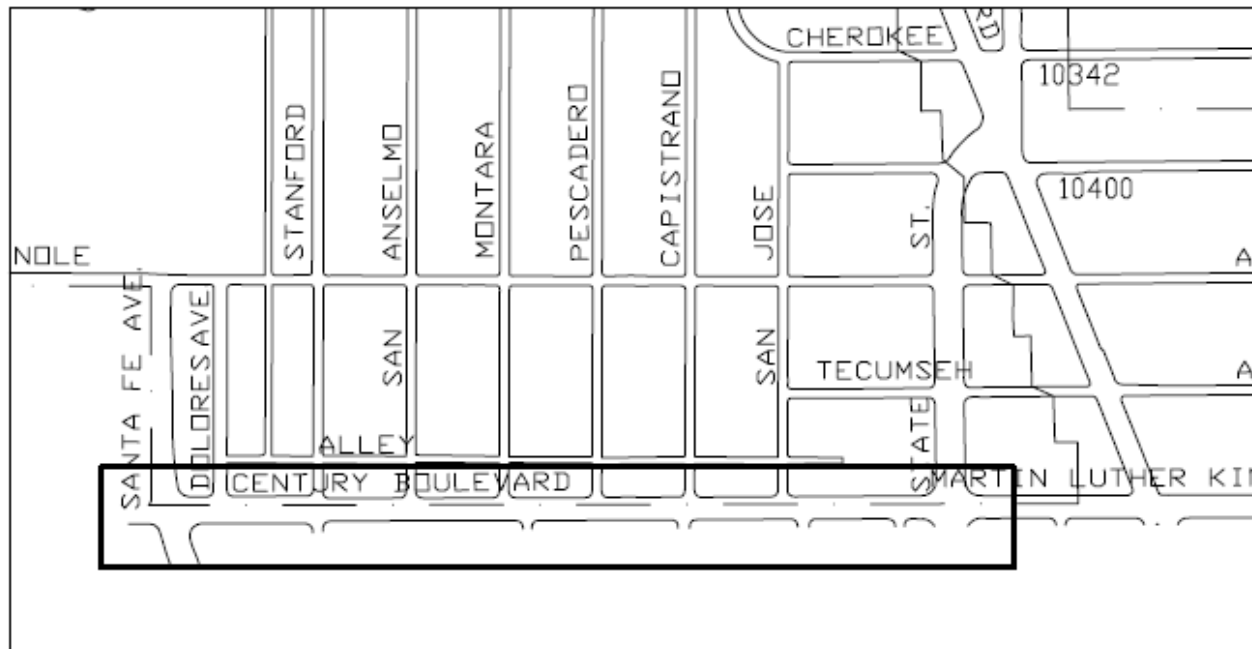 CHEROKEE
RD
10342
STANFORD
ANSELMO
MONTARA
PESCADERO
CAPISTRANO
JOSE
10400
ST.
NOLE
A
SANTA FE AVE.
DOLORES AVE
SAN
SAN
TECUMSEH
A
STATE
ALLEY
CENTURY BOULEVARD
MARTIN LUTHER KIN